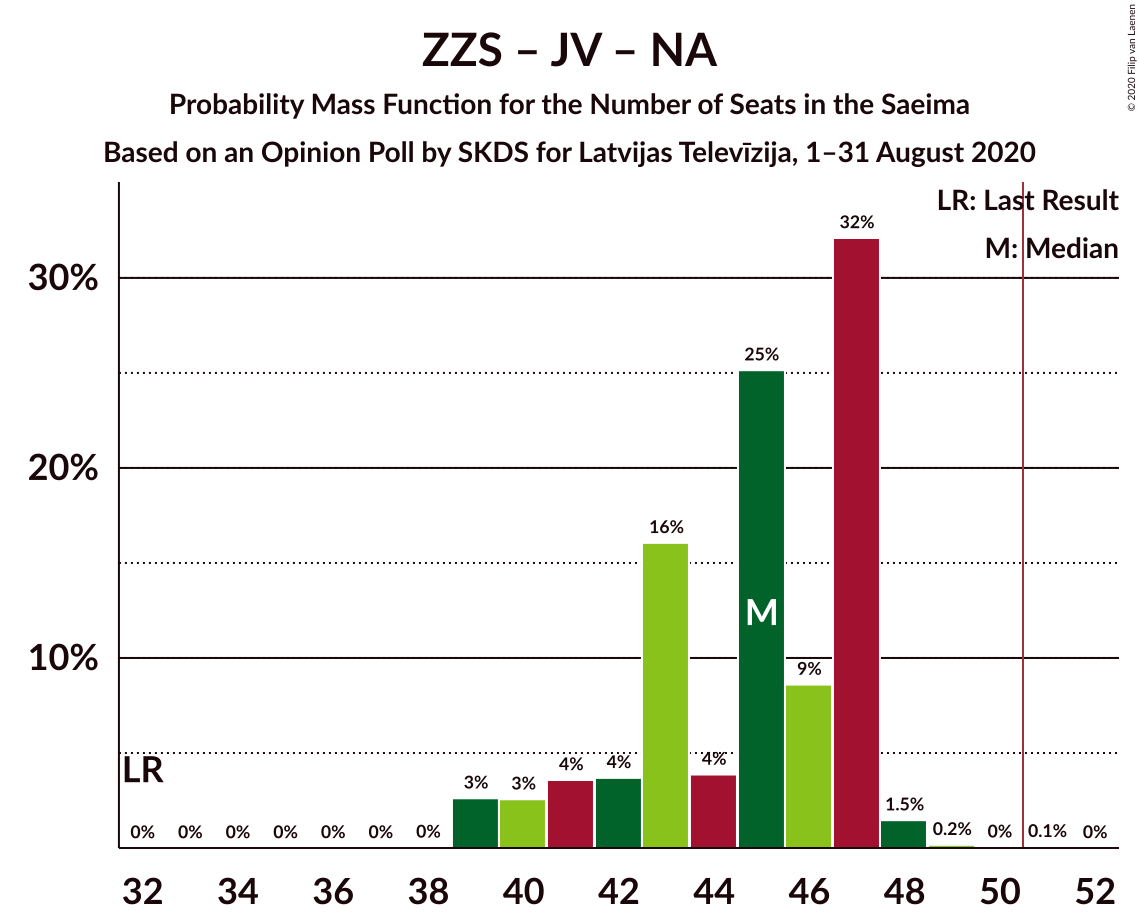 ZZS – JV – NA
Probability Mass Function for the Number of Seats in the Saeima
Based on an Opinion Poll by SKDS for Latvijas Televīzija, 1–31 August 2020
© 2020 Filip van Laenen
LR: Last Result
M: Median
30%
20%
10%
LR
M
0% 0% 0% 0% 0% 0% 0% 3% 3% 4% 4% 16% 4% 25% 9% 32% 1.5% 0.2% 0% 0.1% 0%
32 34 36 38 40 42 44 46 48 50 52